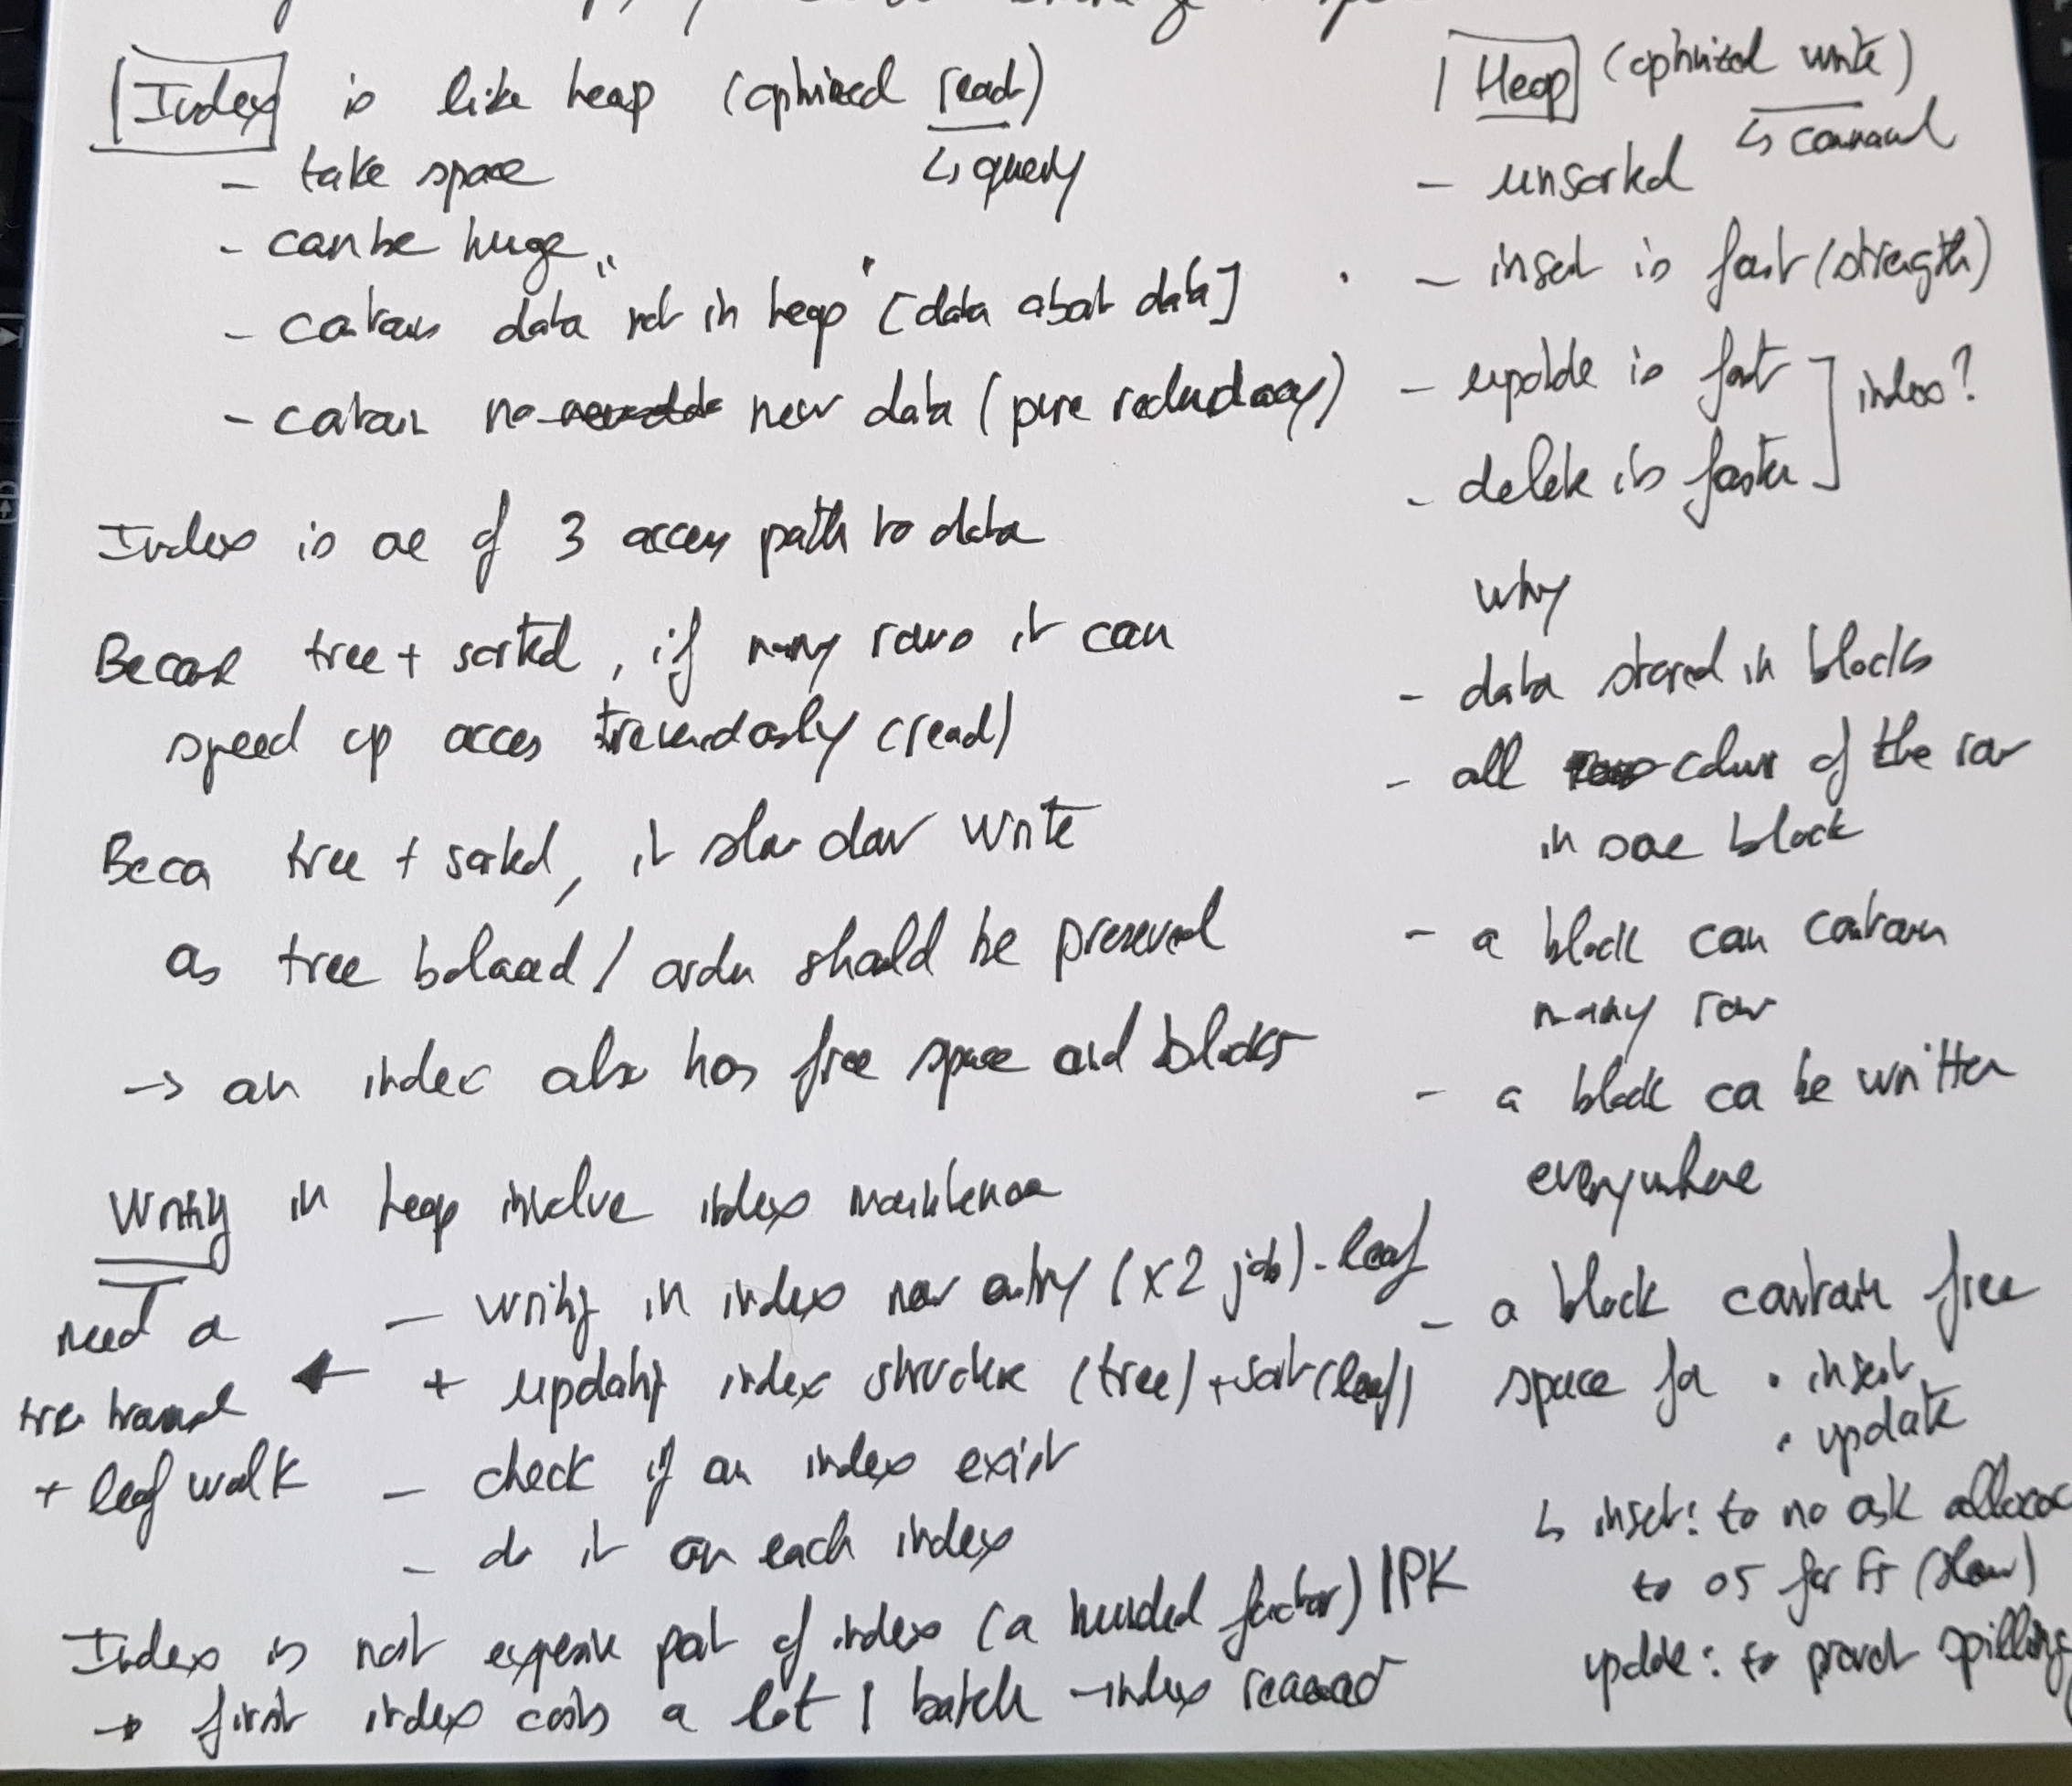 Index is like heap (optimized read)
↳ query
- take space
- can be huge
- contains data "not in heap" [data about data]
- contain no new data (pure redundancy)
Index is one of 3 access path to data
Because tree + sorted, if many rows it can
speed up access tremendously (read)
Because tree + sorted, it slow down write
as tree balanced / order should be preserved
→ an index also has free space and blocks
Writing in heap involve index maintenance
- writing in index new entry (x2 job) - leaf
+ updating index structure (tree) + sort (leaf)
need a
tree traversal
+ leaf walk
- check if an index exist
- do it on each index
Index is most expensive part of index (a hundred factor) | PK
→ first index costs a lot | batch - index
Heap (optimized write)
↳ command
- unsorted
- insert is fast (strength)
- update is fast
- delete is faster
index?
why
- data stored in blocks
- all column of the row
in same block
- a block can contain
many row
- a block can be written
everywhere
- a block contain free
space for • insert
• update
↳ insert: to no ask
to OS for FS (slow)
update: to prevent spilling